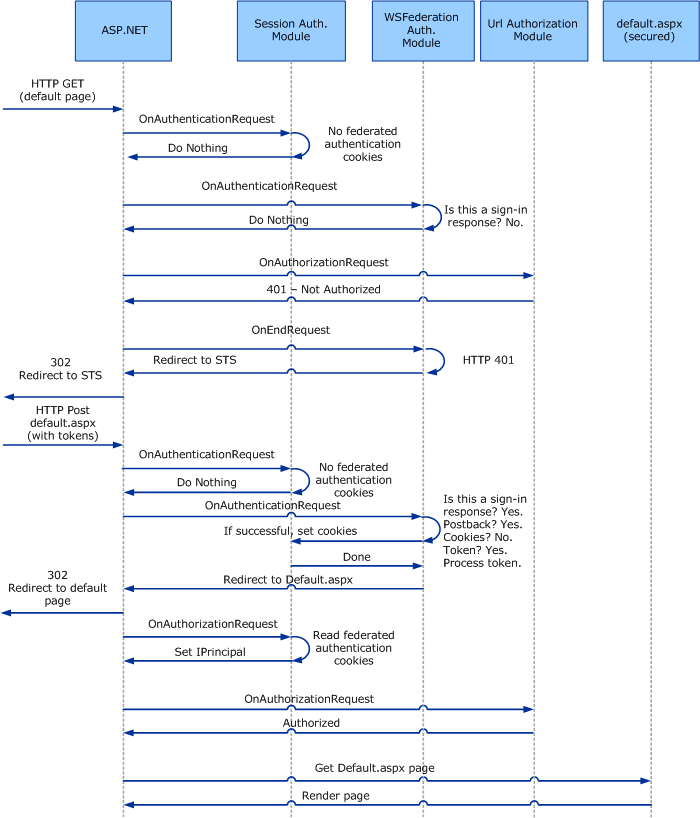 ASP.NET
Session Auth.
Module
WSFederation
Auth.
Module
Url Authorization
Module
default.aspx
(secured)
HTTP GET
(default page)
OnAuthenticationRequest
No federated
authentication
cookies
Do Nothing
OnAuthenticationRequest
Is this a sign-in
response? No.
Do Nothing
OnAuthorizationRequest
401 – Not Authorized
OnEndRequest
Redirect to STS
HTTP 401
302
Redirect to STS
HTTP Post
default.aspx
(with tokens)
OnAuthenticationRequest
No federated
authentication
cookies
Do Nothing
OnAuthenticationRequest
Is this a sign-in
response? Yes.
Postback? Yes.
Cookies? No.
Token? Yes.
Process token.
If successful, set cookies
Done
Redirect to Default.aspx
302
Redirect to default
page
OnAuthorizationRequest
Read federated
authentication
cookies
Set IPrincipal
OnAuthorizationRequest
Authorized
Get Default.aspx page
Render page